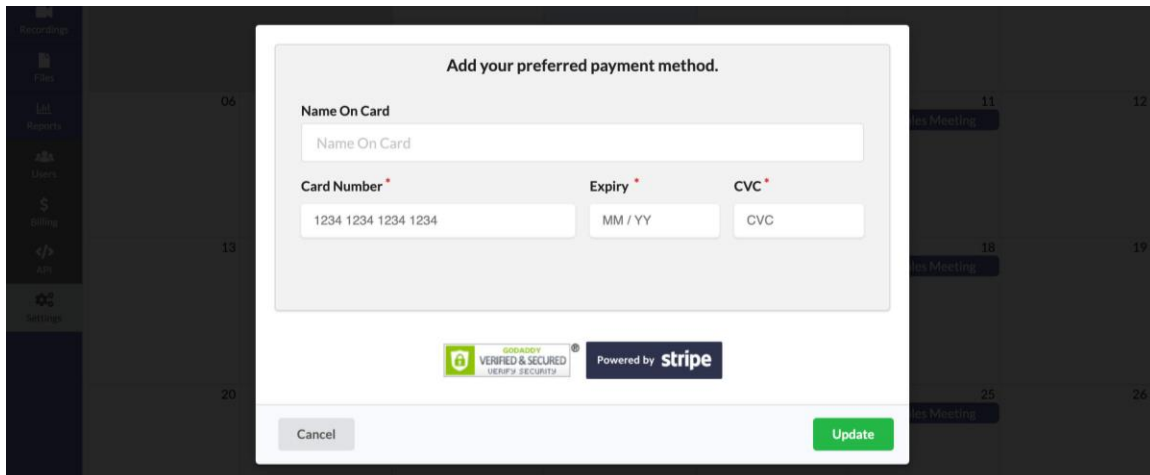 Recordings
Files
Reports
Users
Billing
API
Settings
06
11
12
les Meeting
13
18
19
les Meeting
20
25
26
les Meeting
Add your preferred payment method.
Name On Card
Name On Card
Card Number *
Expiry *
CVC *
1234 1234 1234 1234
MM / YY
CVC
GODADDY
VERIFIED & SECURED
VERIFY SECURITY
®
Powered by stripe
Cancel
Update